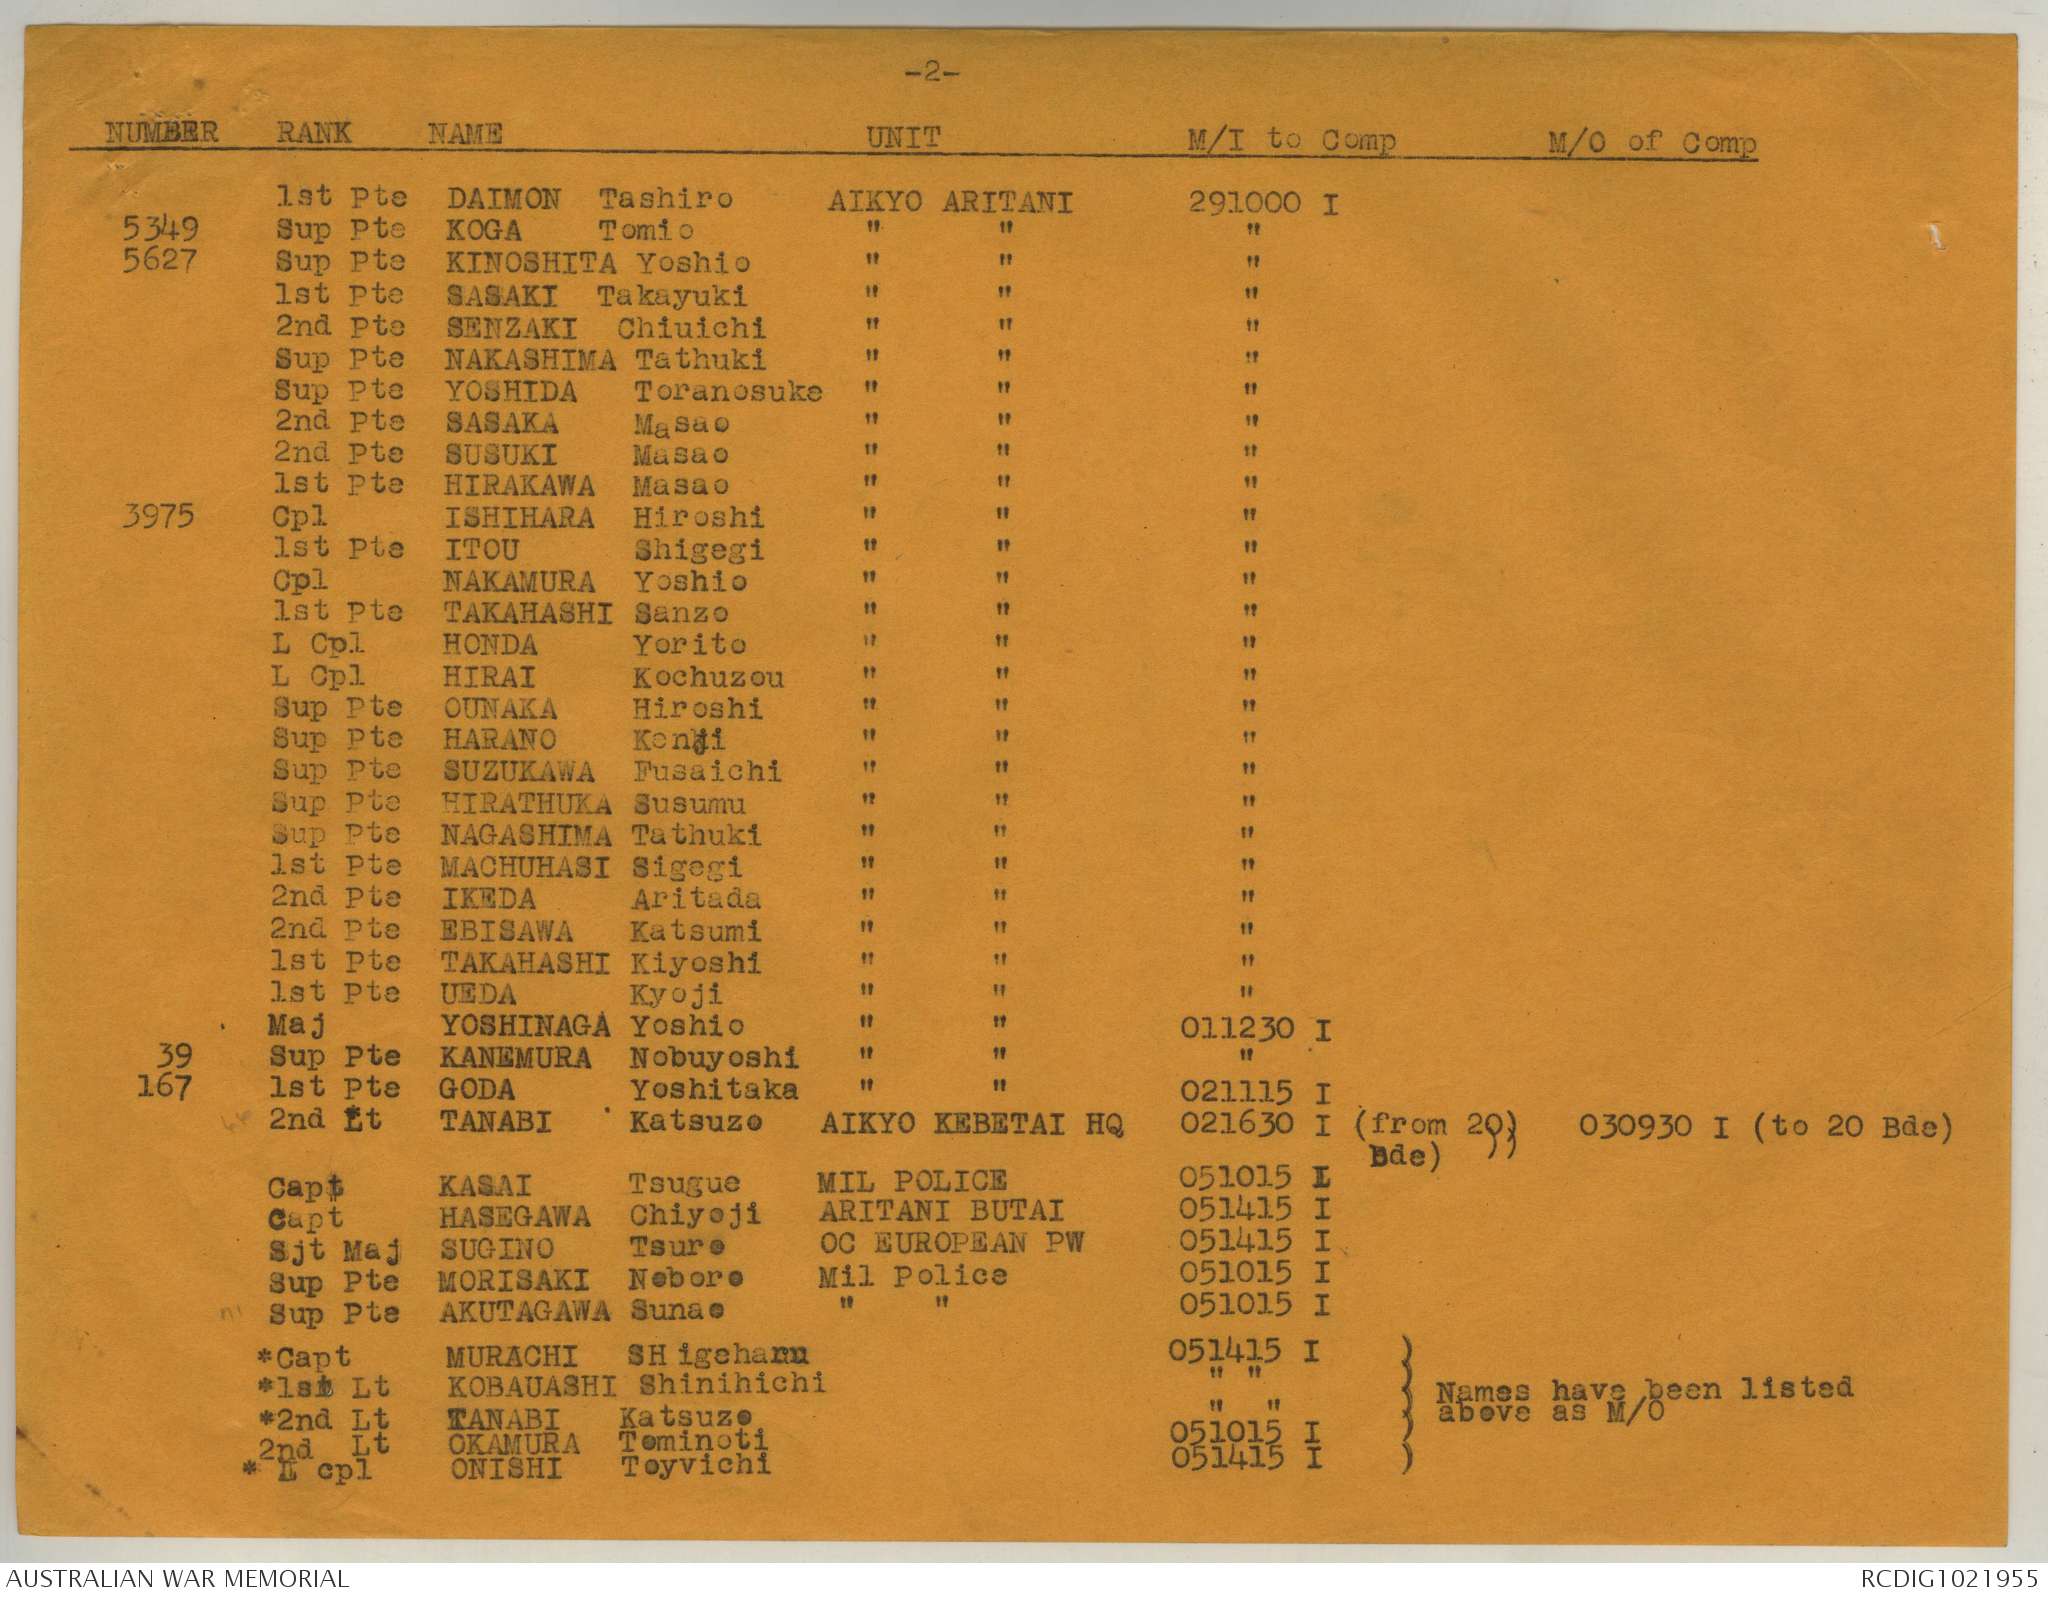 -2-
NUMBER RANK NAME UNIT M/I to Comp M/O of Comp
1st Pte DAIMON Tashiro AIKYO ARITANI 291000 I
5349 Sup Pte KOGA Tomio " " "
5627 Sup Pte KINOSHITA Yoshio " " "
1st Pte SASAKI Takayuki " " "
2nd Pte SENZAKI Chiuichi " " "
Sup Pte NAKASHIMA Tathuki " " "
Sup Pte YOSHIDA Toranosuke " " "
2nd Pte SASAKA Masao " " "
2nd Pte SUSUKI Masao " " "
1st Pte HIRAKAWA Masao " " "
3975 Cpl ISHIHARA Hiroshi " " "
1st Pte ITOU Shigegi " " "
Cpl NAKAMURA Yoshio " " "
1st Pte TAKAHASHI Sanzo " " "
L Cpl HONDA Yorito " " "
L Cpl HIRAI Kochuzou " " "
Sup Pte OUNAKA Hiroshi " " "
Sup Pte HARANO Kenji " " "
Sup Pte SUZUKAWA Fusaichi " " "
Sup Pte HIRATHUKA Susumu " " "
Sup Pte NAGASHIMA Tathuki " " "
1st Pte MACHUHASI Sigegi " " "
2nd Pte IKEDA Aritada " " "
2nd Pte EBISAWA Katsumi " " "
1st Pte TAKAHASHI Kiyoshi " " "
1st Pte UEDA Kyoji " " "
Maj YOSHINAGA Yoshio " " 011230 I
39 Sup Pte KANEMURA Nobuyoshi " " "
167 1st Pte GODA Yoshitaka " " 021115 I
2nd Lt TANABI Katsuzo AIKYO KEBETAI HQ 021630 I (from 20) 030930 I (to 20 Bde)
Bde) ))
Capt KASAI Tsugue MIL POLICE 051015 I
Capt HASEGAWA Chiyoji ARITANI BUTAI 051415 I
Sjt Maj SUGINO Tsuro OC EUROPEAN PW 051415 I
Sup Pte MORISAKI Noboro Mil Police 051015 I
Sup Pte AKUTAGAWA Sunao " " 051015 I
*Capt MURACHI SH igeharu 051415 I )
*1st Lt KOBAUASHI Shinihichi " " ) Names have been listed
*2nd Lt TANABI Katsuzo " " ) above as M/O
2nd Lt OKAMURA Tominoti 051015 I
* L cpl ONISHI Toyvichi 051415 I )
AUSTRALIAN WAR MEMORIAL RCDIG1021955